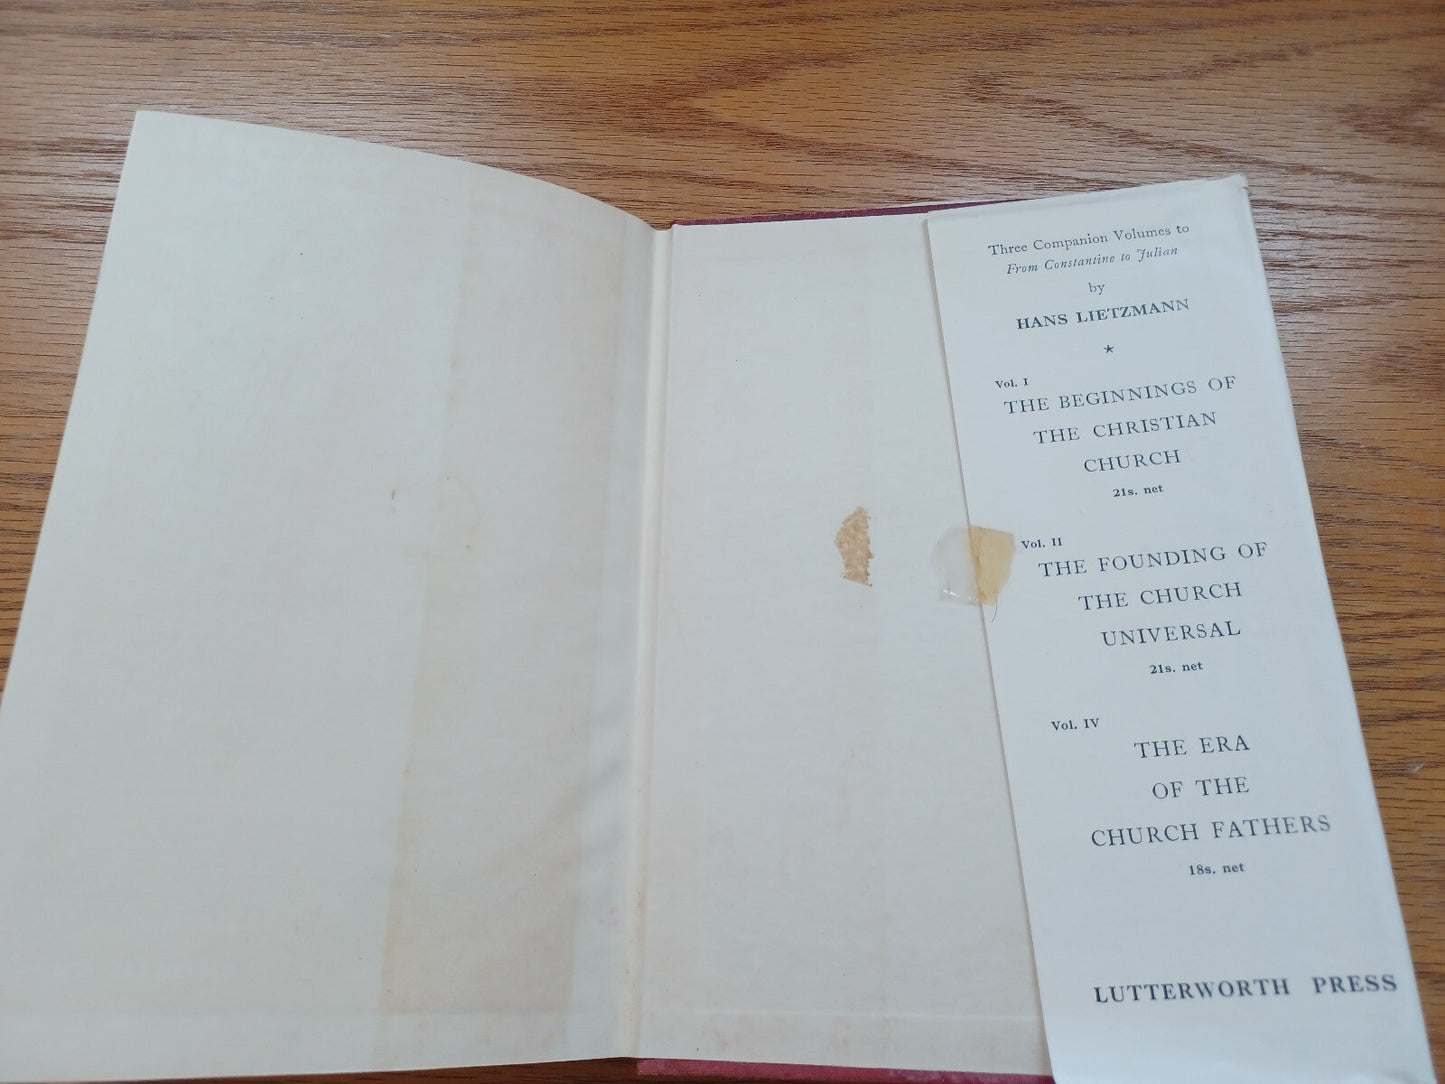 Three Companion Volumes to
From Constantine to Julian
by
HANS LIETZMANN
★
Vol. I
THE BEGINNINGS OF
THE CHRISTIAN
CHURCH
21s. net
Vol. II
THE FOUNDING OF
THE CHURCH
UNIVERSAL
21s. net
Vol. IV
THE ERA
OF THE
CHURCH FATHERS
18s. net
LUTTERWORTH PRESS